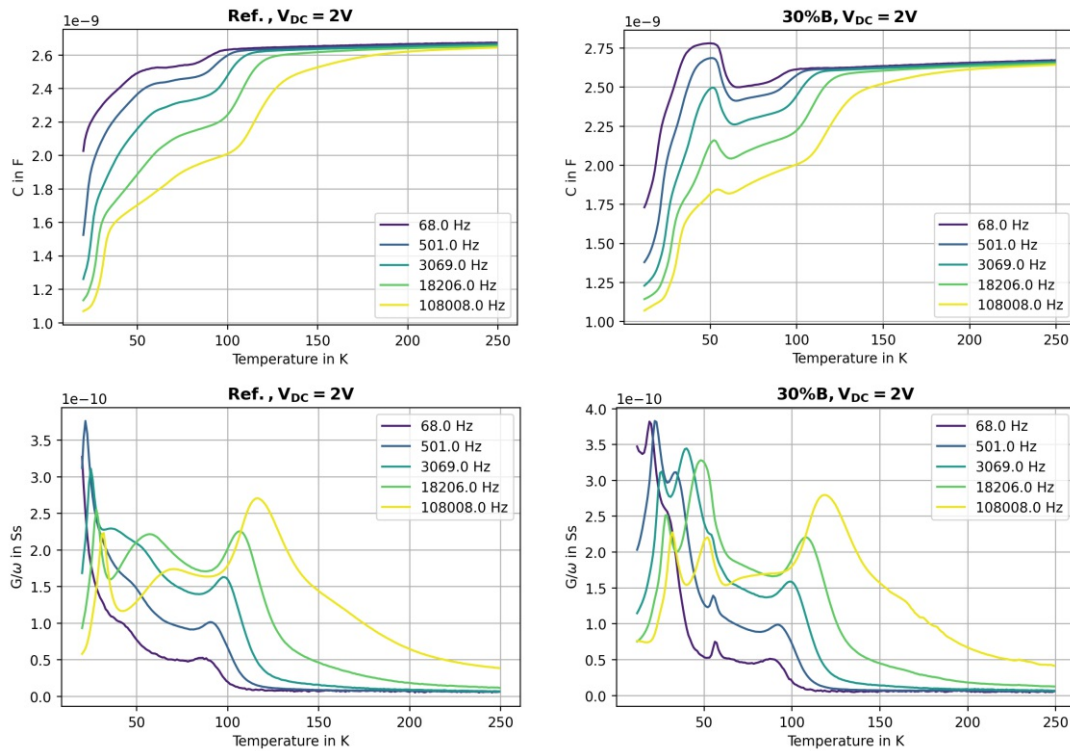 Ref. , V_DC = 2V
1e−9
C in F
2.6
2.4
2.2
2.0
1.8
1.6
1.4
1.2
1.0
50
100
150
200
250
Temperature in K
68.0 Hz
501.0 Hz
3069.0 Hz
18206.0 Hz
108008.0 Hz
30%B, V_DC = 2V
1e−9
C in F
2.75
2.50
2.25
2.00
1.75
1.50
1.25
1.00
50
100
150
200
250
Temperature in K
68.0 Hz
501.0 Hz
3069.0 Hz
18206.0 Hz
108008.0 Hz
Ref. , V_DC = 2V
1e−10
G/ω in Ss
3.5
3.0
2.5
2.0
1.5
1.0
0.5
0.0
50
100
150
200
250
Temperature in K
68.0 Hz
501.0 Hz
3069.0 Hz
18206.0 Hz
108008.0 Hz
30%B, V_DC = 2V
1e−10
G/ω in Ss
4.0
3.5
3.0
2.5
2.0
1.5
1.0
0.5
0.0
50
100
150
200
250
Temperature in K
68.0 Hz
501.0 Hz
3069.0 Hz
18206.0 Hz
108008.0 Hz